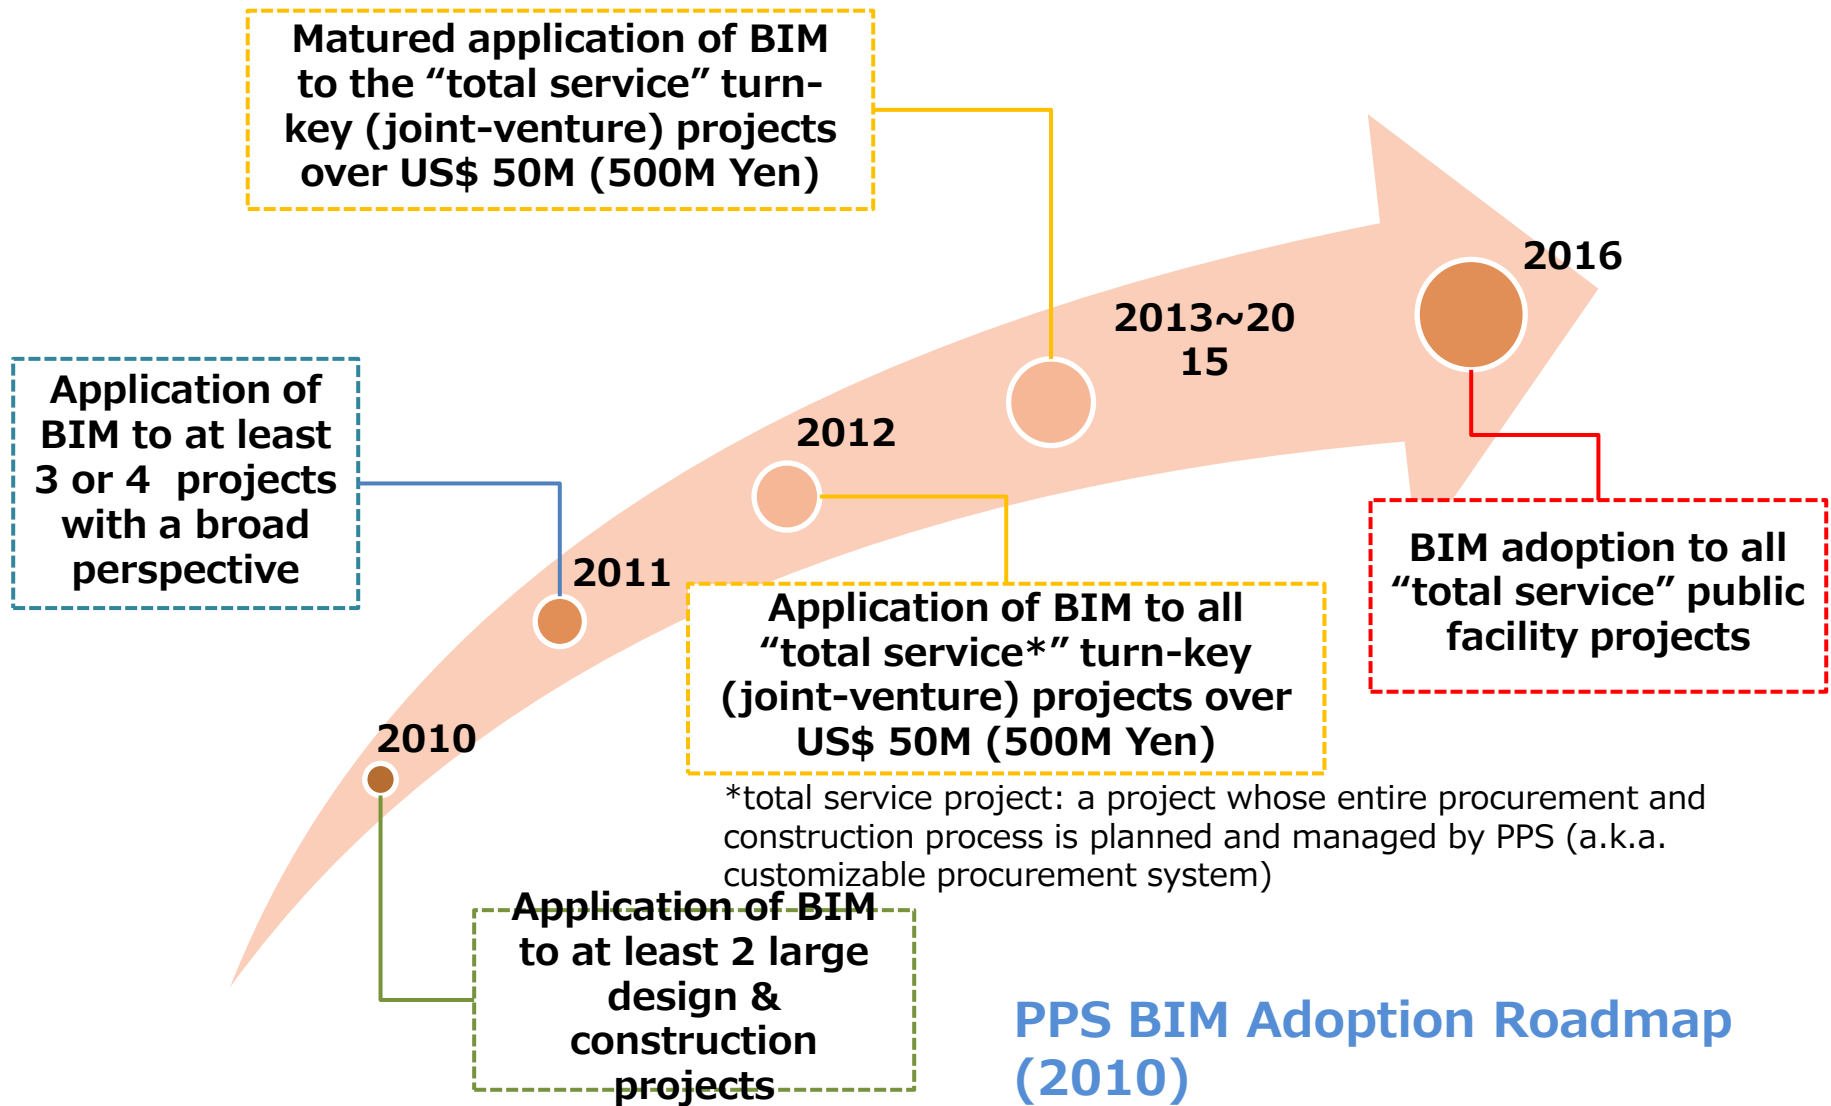 Matured application of BIM
to the “total service” turn-
key (joint-venture) projects
over US$ 50M (500M Yen)
2016
2013~20
15
Application of
BIM to at least
3 or 4 projects
with a broad
perspective
2012
2011
BIM adoption to all
“total service” public
facility projects
Application of BIM to all
“total service*” turn-key
(joint-venture) projects over
US$ 50M (500M Yen)
2010
*total service project: a project whose entire procurement and
construction process is planned and managed by PPS (a.k.a.
customizable procurement system)
Application of BIM
to at least 2 large
design &
construction
projects
PPS BIM Adoption Roadmap
(2010)